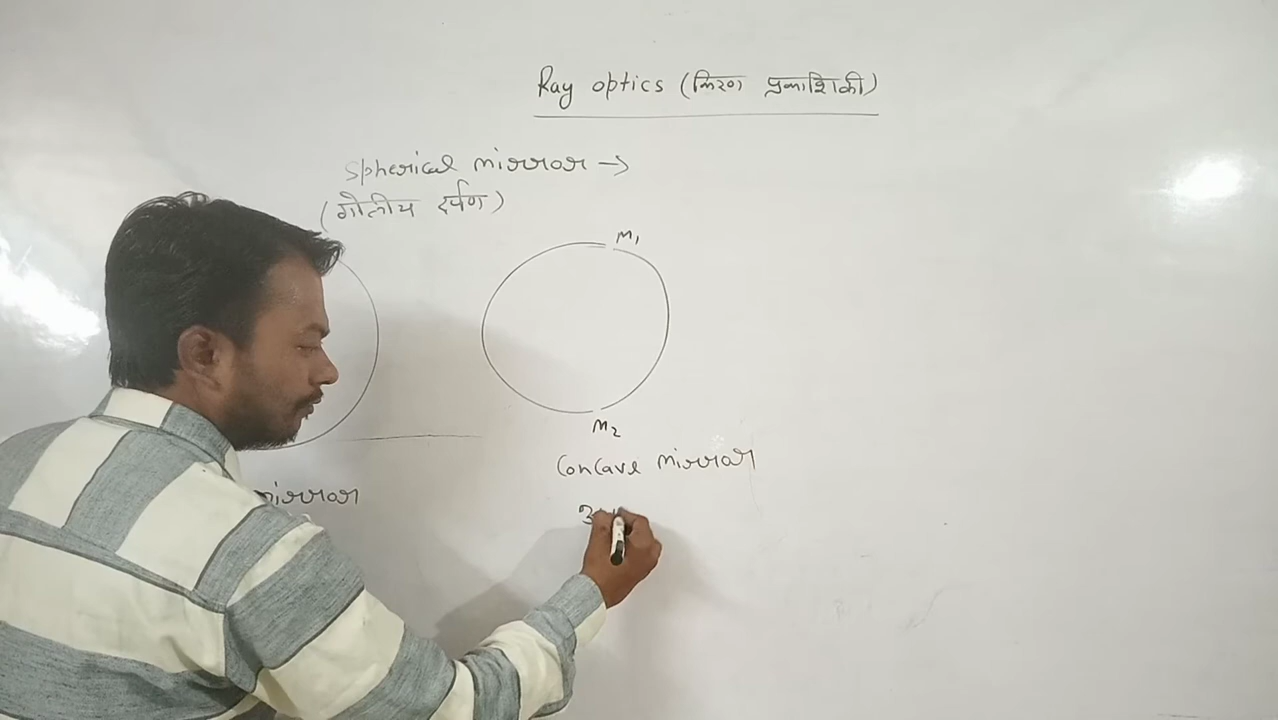 Ray optics (किरण प्रकाशिकी)
Spherical mirror →
(गोलीय दर्पण)
M₁
M₂
Concave mirror
mirror